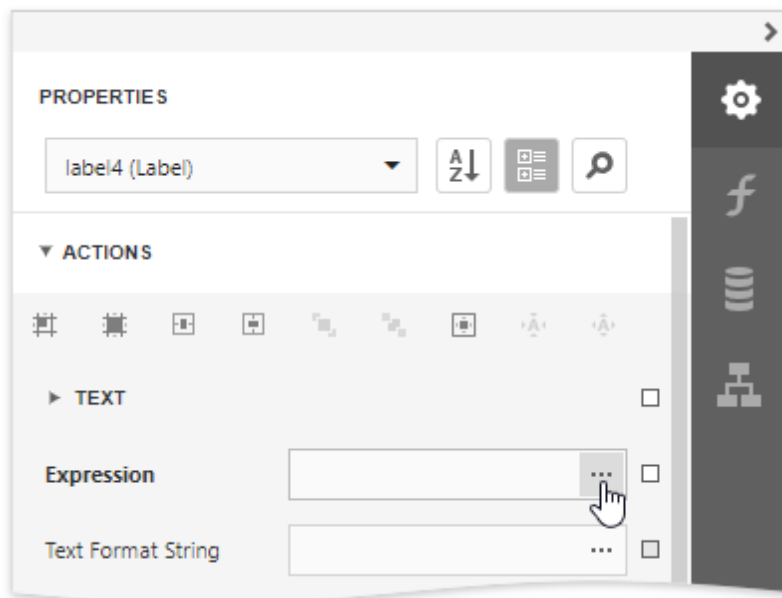 PROPERTIES
label4 (Label)
ACTIONS
TEXT
Expression
Text Format String